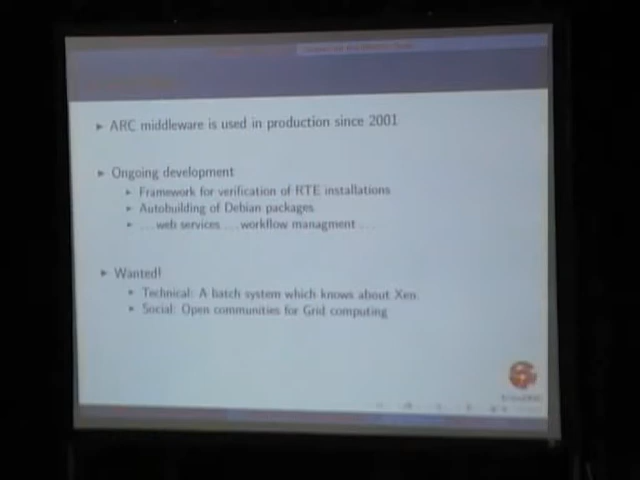 ▶ ARC middleware is used in production since 2001
▶ Ongoing development
▶ Framework for verification of RTE installations
▶ Autobuilding of Debian packages
▶ ...web services ...workflow managment ...
▶ Wanted!
▶ Technical: A batch system which knows about Xen
▶ Social: Open communities for Grid computing